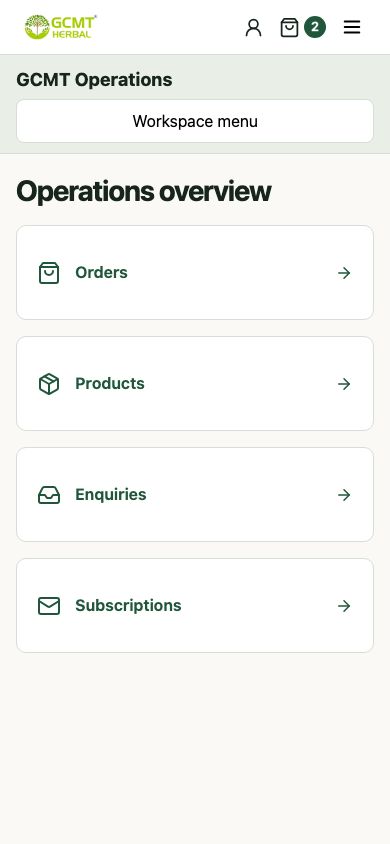 GCMT
HERBAL
2
GCMT Operations
Workspace menu
Operations overview
Orders
Products
Enquiries
Subscriptions